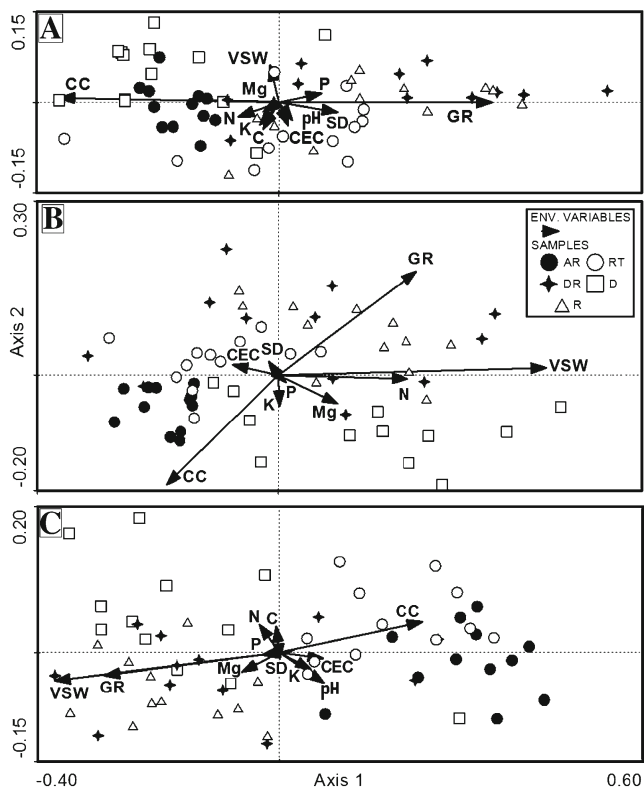 0.15
A
VSW
CC
Mg
P
GR
N
pH
SD
K
C
CEC
-0.15
0.30
B
ENV. VARIABLES
SAMPLES
AR
RT
DR
D
R
GR
Axis 2
SD
CEC
VSW
P
N
K
Mg
CC
-0.20
0.20
C
N
C
CC
P
Mg
SD
CEC
K
pH
VSW
GR
-0.15
-0.40
Axis 1
0.60